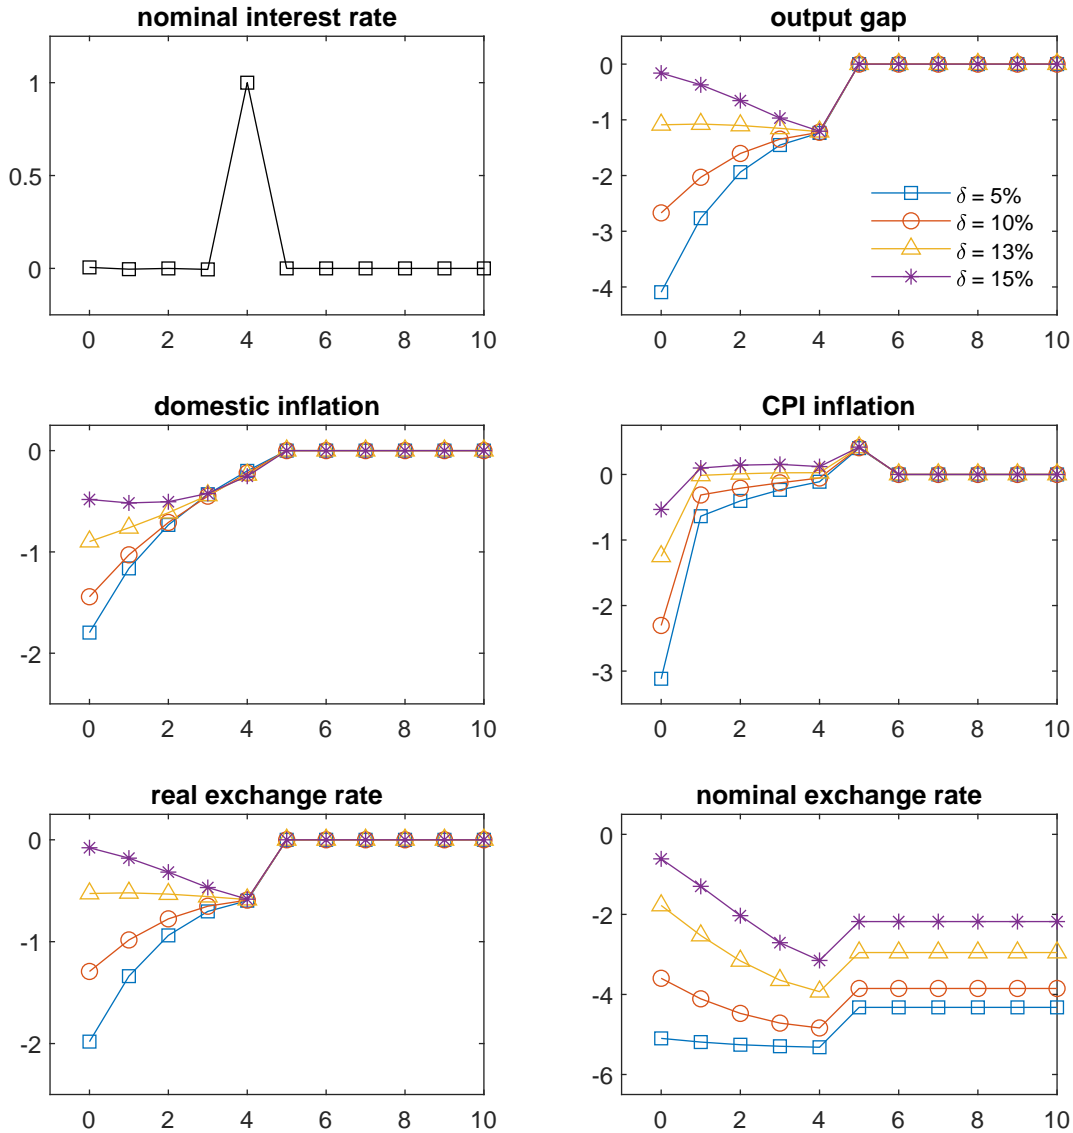 nominal interest rate
1
0.5
0
0 2 4 6 8 10
output gap
0
-1
-2
-3
-4
δ = 5%
δ = 10%
δ = 13%
δ = 15%
0 2 4 6 8 10
domestic inflation
0
-1
-2
0 2 4 6 8 10
CPI inflation
0
-1
-2
-3
0 2 4 6 8 10
real exchange rate
0
-1
-2
0 2 4 6 8 10
nominal exchange rate
0
-2
-4
-6
0 2 4 6 8 10